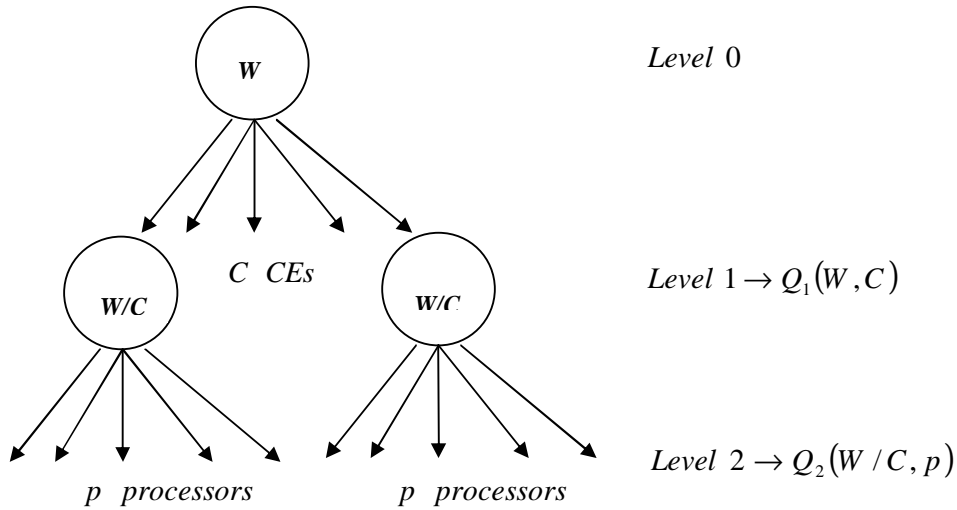 W
Level 0
C CEs
W/C
W/C
Level 1 → Q₁(W,C)
p processors
p processors
Level 2 → Q₂(W / C, p)